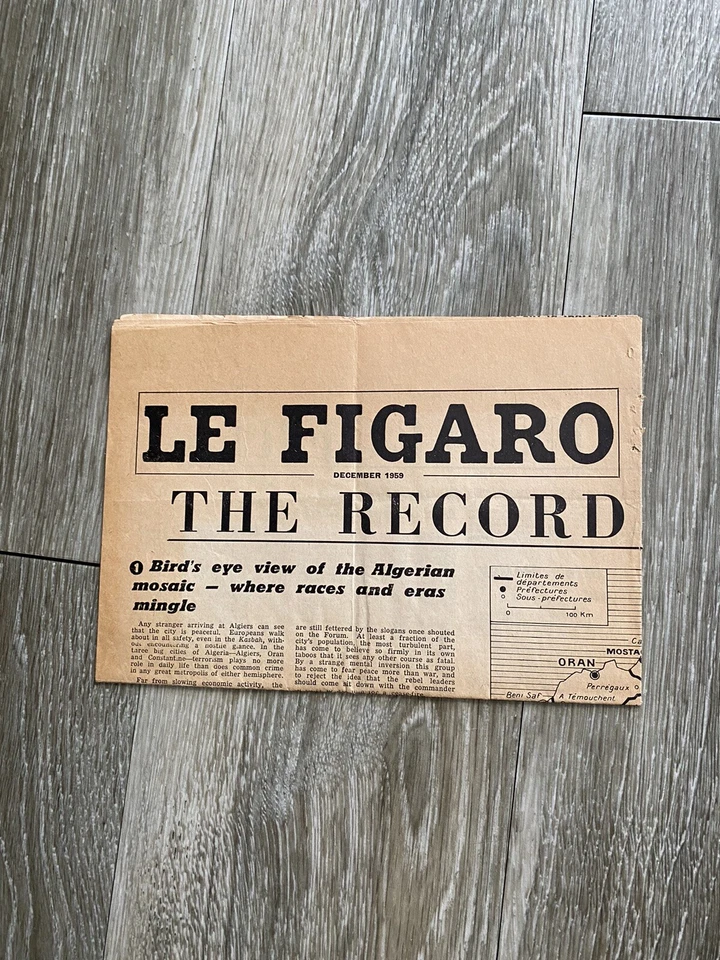 LE FIGARO
DECEMBER 1959
THE RECORD
1 Bird's eye view of the Algerian
mosaic – where races and eras
mingle
Any stranger arriving at Algiers can see
that the city is peaceful. Europeans walk
about in all safety, even in the Kasbah, with-
out encountering a hostile glance. In the
three big cities of Algeria—Algiers, Oran
and Constantine—terrorism plays no more
role in daily life than does common crime
in any great metropolis of either hemisphere.
Far from slowing economic activity, the
are still fettered by the slogans once shouted
on the Forum. At least a fraction of the
city's population, the most turbulent part,
has come to believe so firmly in its own
taboos that it sees any other course as fatal.
By a strange mental inversion this group
has come to fear peace more than war, and
to reject the idea that the rebel leaders
should come sit down with the commander
Limites de
départements
Préfectures
Sous-préfectures
0 100 Km
MOSTA
ORAN
Perrégaux
Beni Saf
A. Témouchent